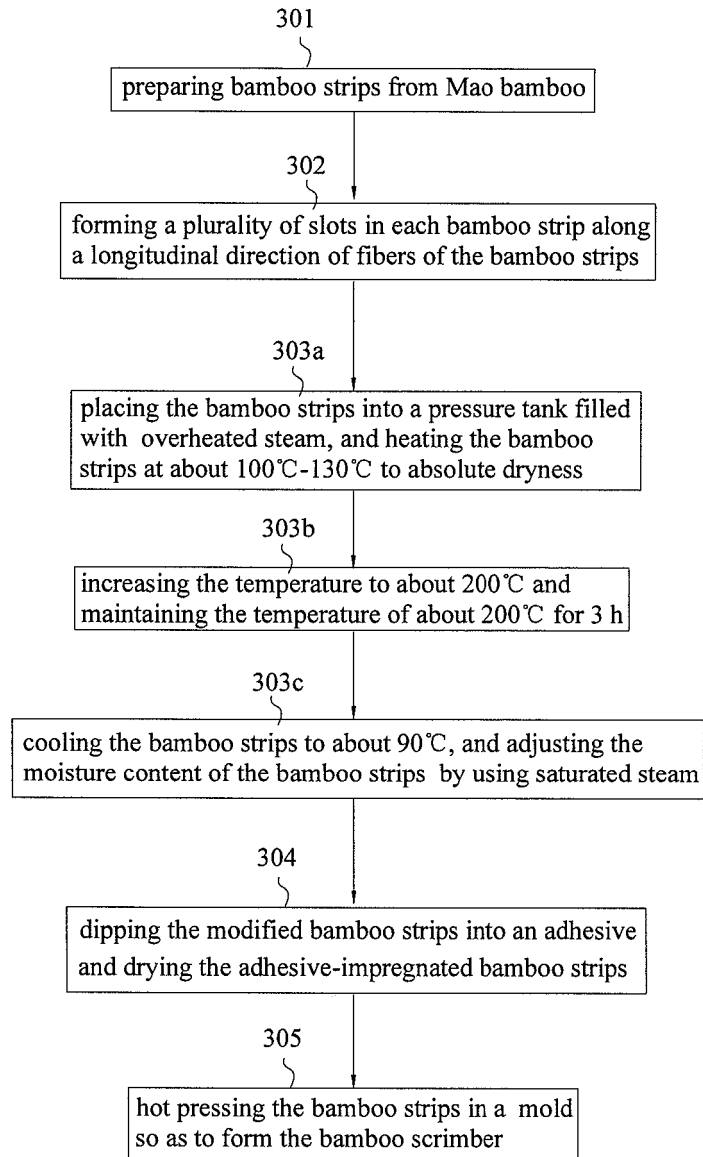 301
preparing bamboo strips from Mao bamboo
302
forming a plurality of slots in each bamboo strip along
a longitudinal direction of fibers of the bamboo strips
303a
placing the bamboo strips into a pressure tank filled
with overheated steam, and heating the bamboo
strips at about 100℃-130℃ to absolute dryness
303b
increasing the temperature to about 200℃ and
maintaining the temperature of about 200℃ for 3 h
303c
cooling the bamboo strips to about 90℃, and adjusting the
moisture content of the bamboo strips by using saturated steam
304
dipping the modified bamboo strips into an adhesive
and drying the adhesive-impregnated bamboo strips
305
hot pressing the bamboo strips in a mold
so as to form the bamboo scrimber